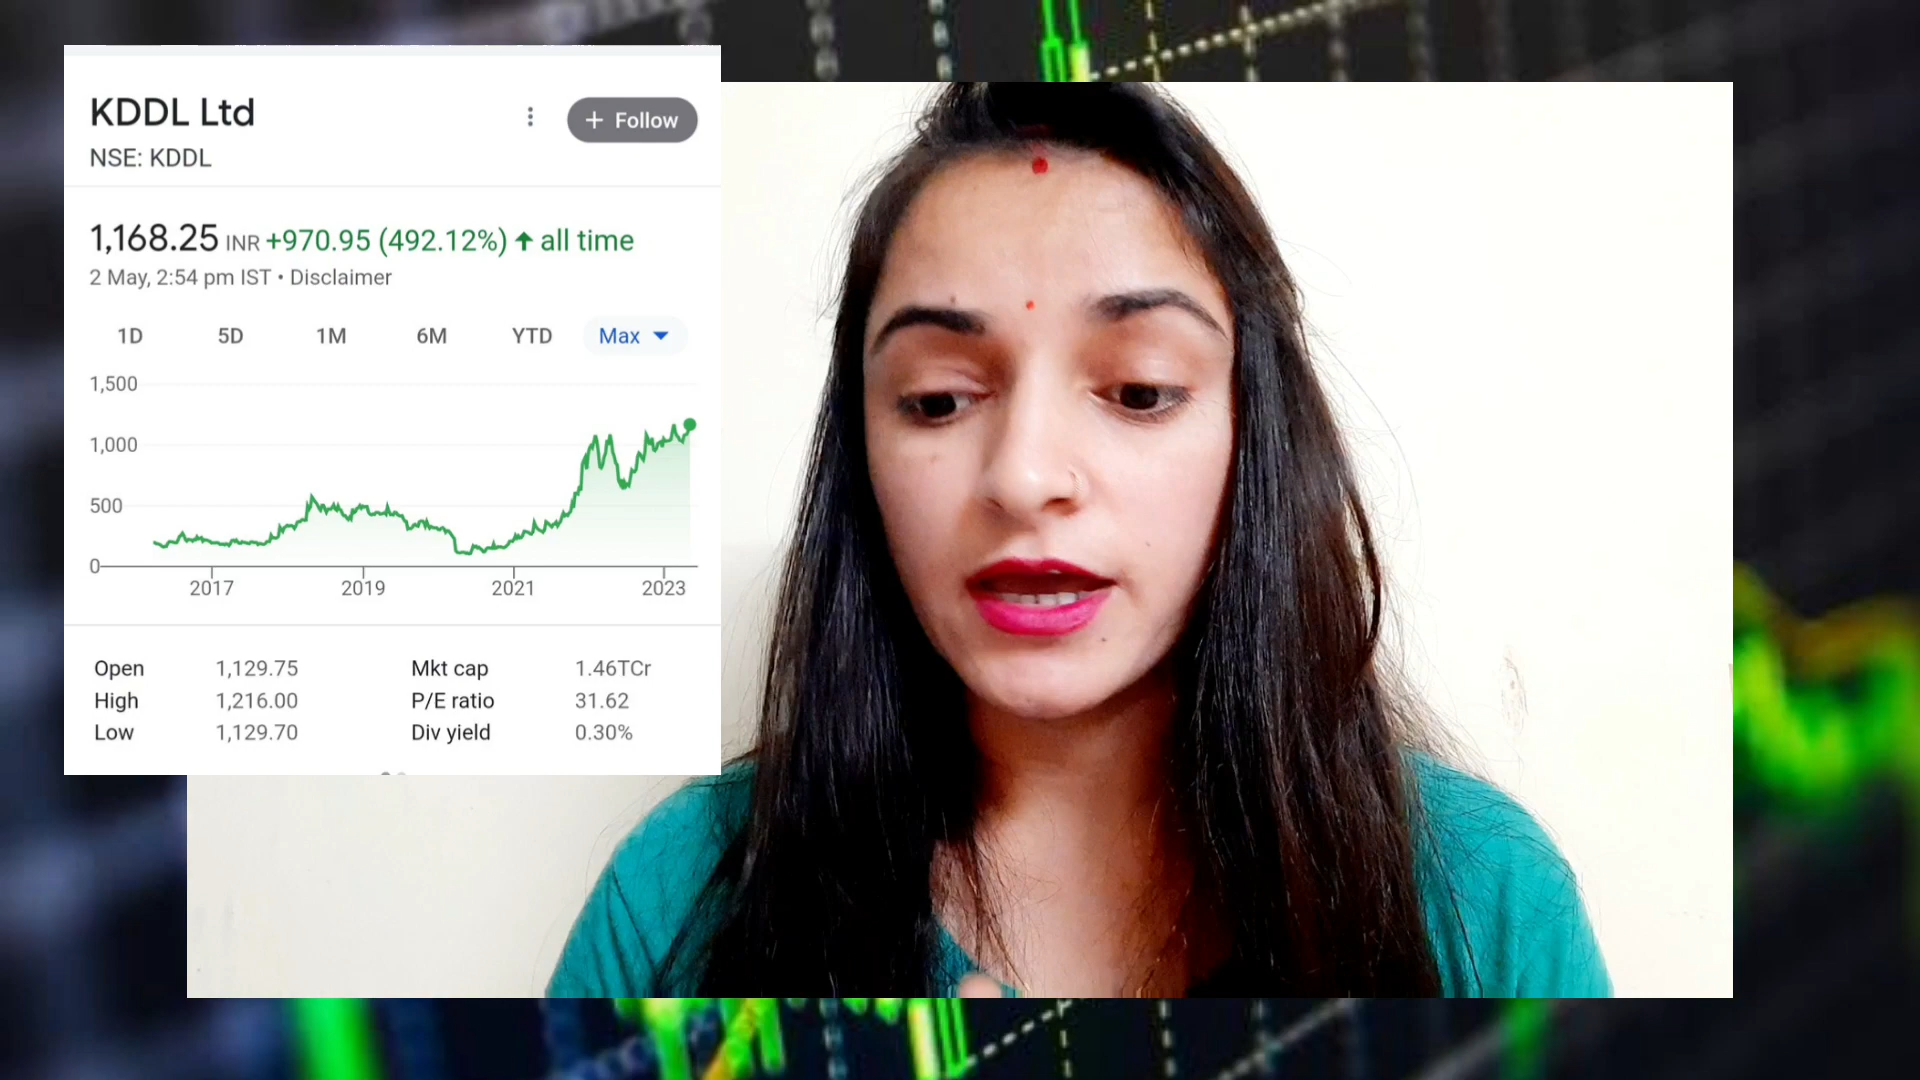 KDDL Ltd
+ Follow
NSE: KDDL
1,168.25 INR +970.95 (492.12%) ↑ all time
2 May, 2:54 pm IST • Disclaimer
1D 5D 1M 6M YTD Max
1,500
1,000
500
0
2017 2019 2021 2023
Open 1,129.75 Mkt cap 1.46TCr
High 1,216.00 P/E ratio 31.62
Low 1,129.70 Div yield 0.30%